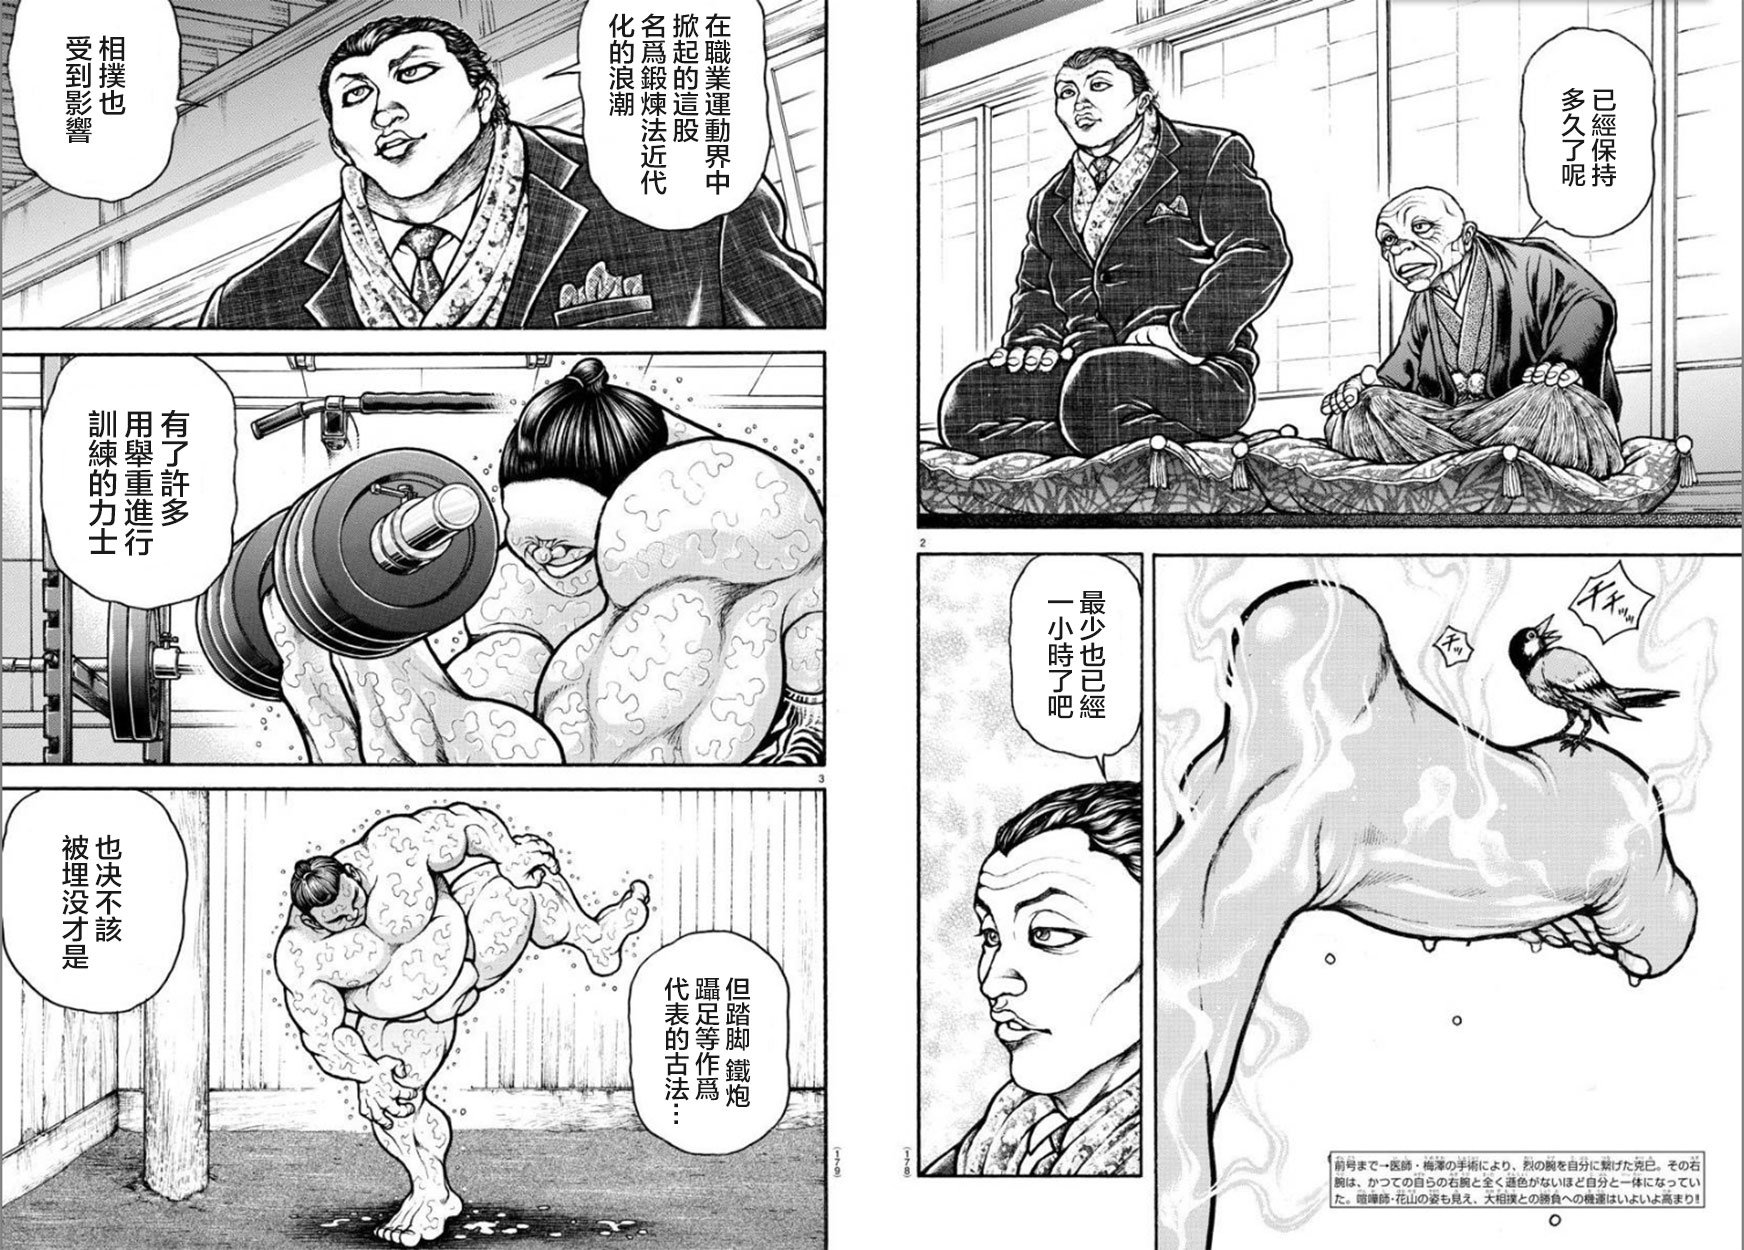 已經保持
多久了呢
2
チチッ…
チッ
最少也已經
一小時了吧
前号まで→医師・梅澤の手術により、烈の腕を自分に繋げた克巳。その右
腕は、かつての自らの右腕と全く遜色がないほど自分と一体になってい
た。喧嘩師・花山の姿も見え、大相撲との勝負への機運はいよいよ高まり!!
(178)
在職業運動界中
掀起的這股
名爲鍛煉法近代
化的浪潮
相撲也
受到影響
有了許多
用舉重進行
訓練的力士
3
但踏脚 鐵炮
躡足等作爲
代表的古法…
也决不該
被埋没才是
(179)